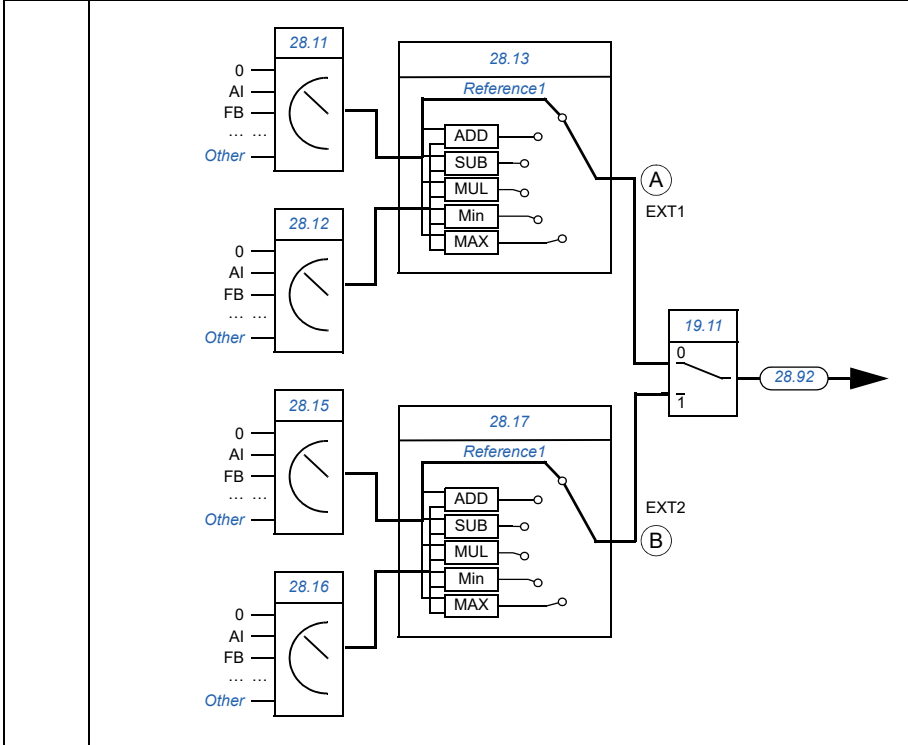 28.11
0
AI
FB
... ...
Other
28.13
Reference1
ADD
SUB
MUL
Min
MAX
28.12
0
AI
FB
... ...
Other
A
EXT1
19.11
0
1
28.92
28.15
0
AI
FB
... ...
Other
28.17
Reference1
ADD
SUB
MUL
Min
MAX
28.16
0
AI
FB
... ...
Other
EXT2
B